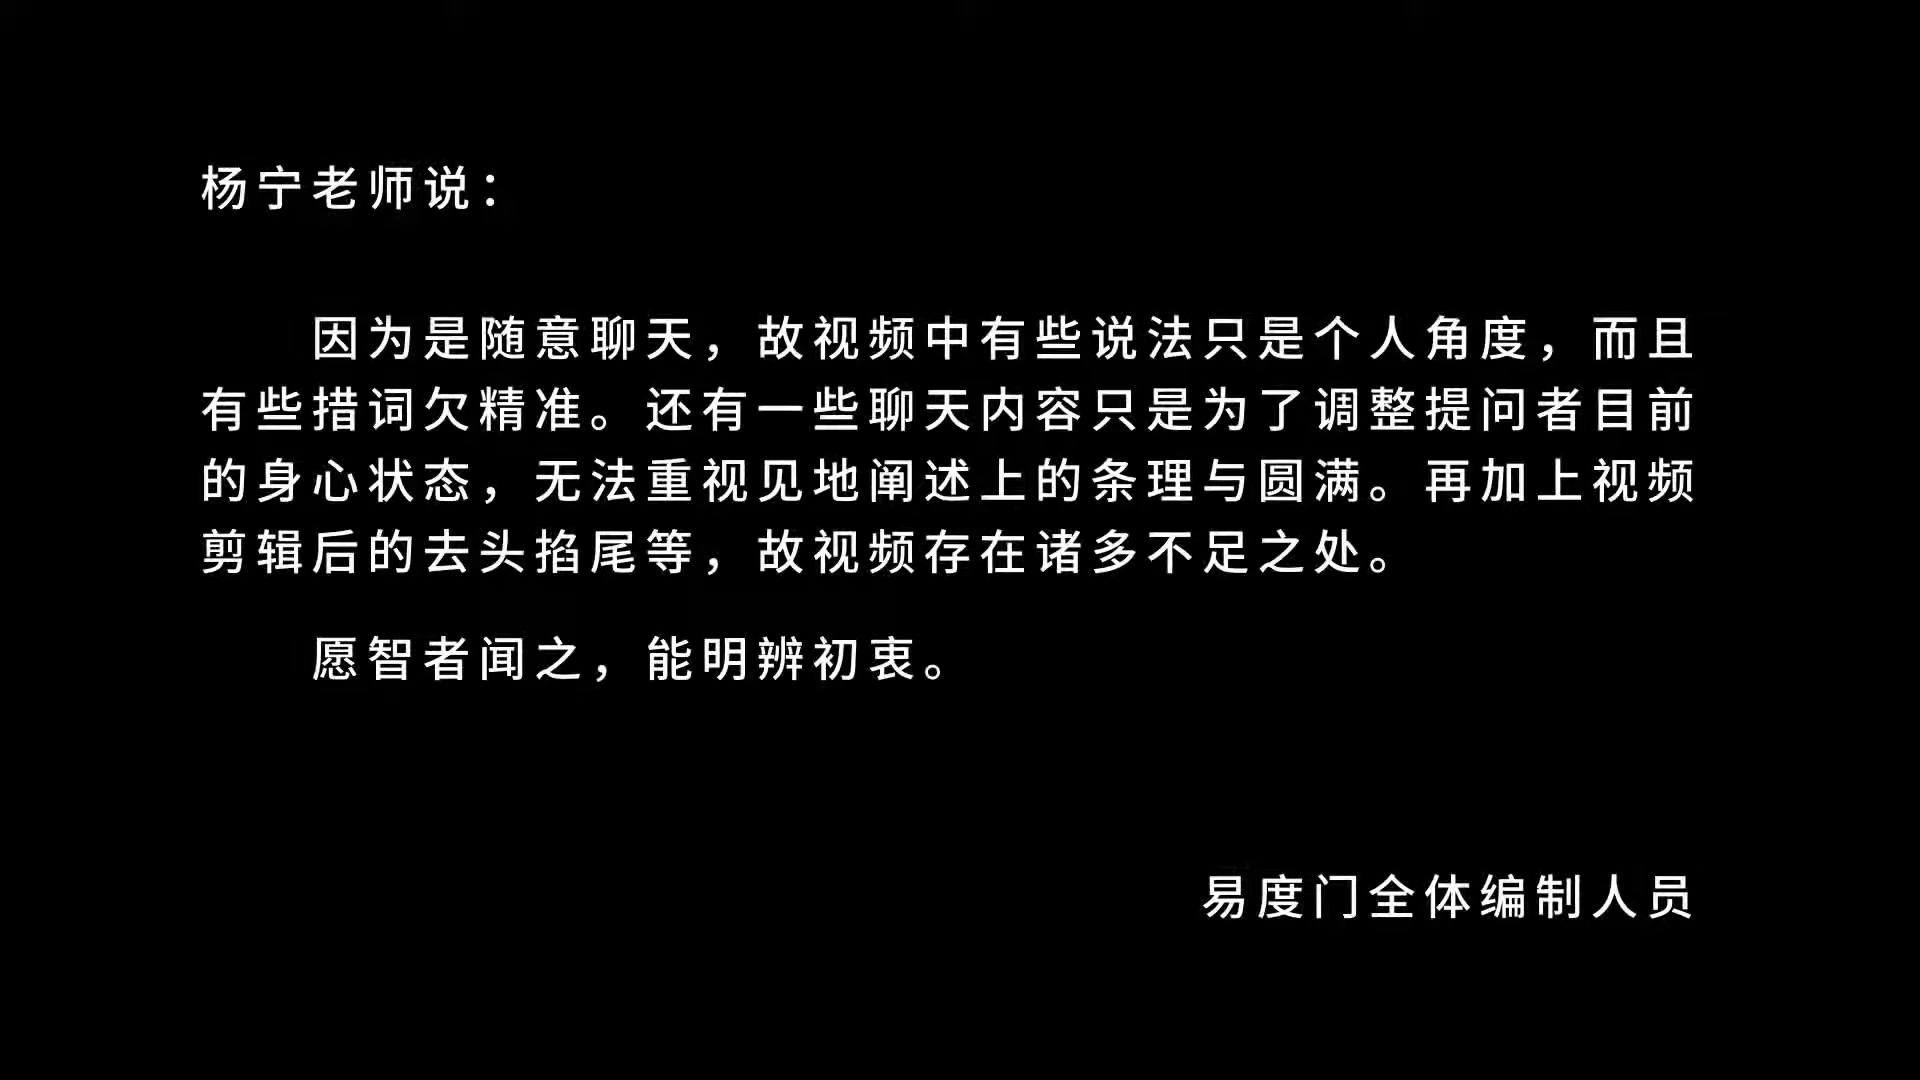 杨宁老师说：
因为是随意聊天，故视频中有些说法只是个人角度，而且
有些措词欠精准。还有一些聊天内容只是为了调整提问者目前
的身心状态，无法重视见地阐述上的条理与圆满。再加上视频
剪辑后的去头掐尾等，故视频存在诸多不足之处。
愿智者闻之，能明辨初衷。
易度门全体编制人员